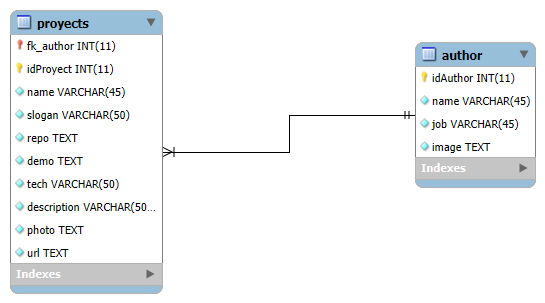 proyects
fk_author INT(11)
idProyect INT(11)
name VARCHAR(45)
slogan VARCHAR(50)
repo TEXT
demo TEXT
tech VARCHAR(50)
description VARCHAR(50...
photo TEXT
url TEXT
Indexes
author
idAuthor INT(11)
name VARCHAR(45)
job VARCHAR(45)
image TEXT
Indexes